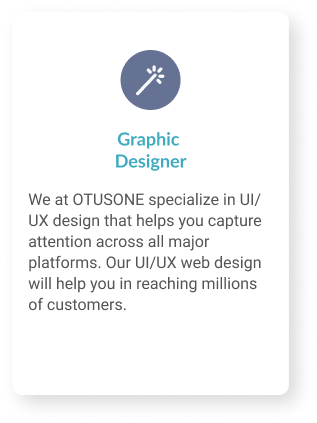 Graphic
Designer
We at OTUSONE specialize in UI/
UX design that helps you capture
attention across all major
platforms. Our UI/UX web design
will help you in reaching millions
of customers.